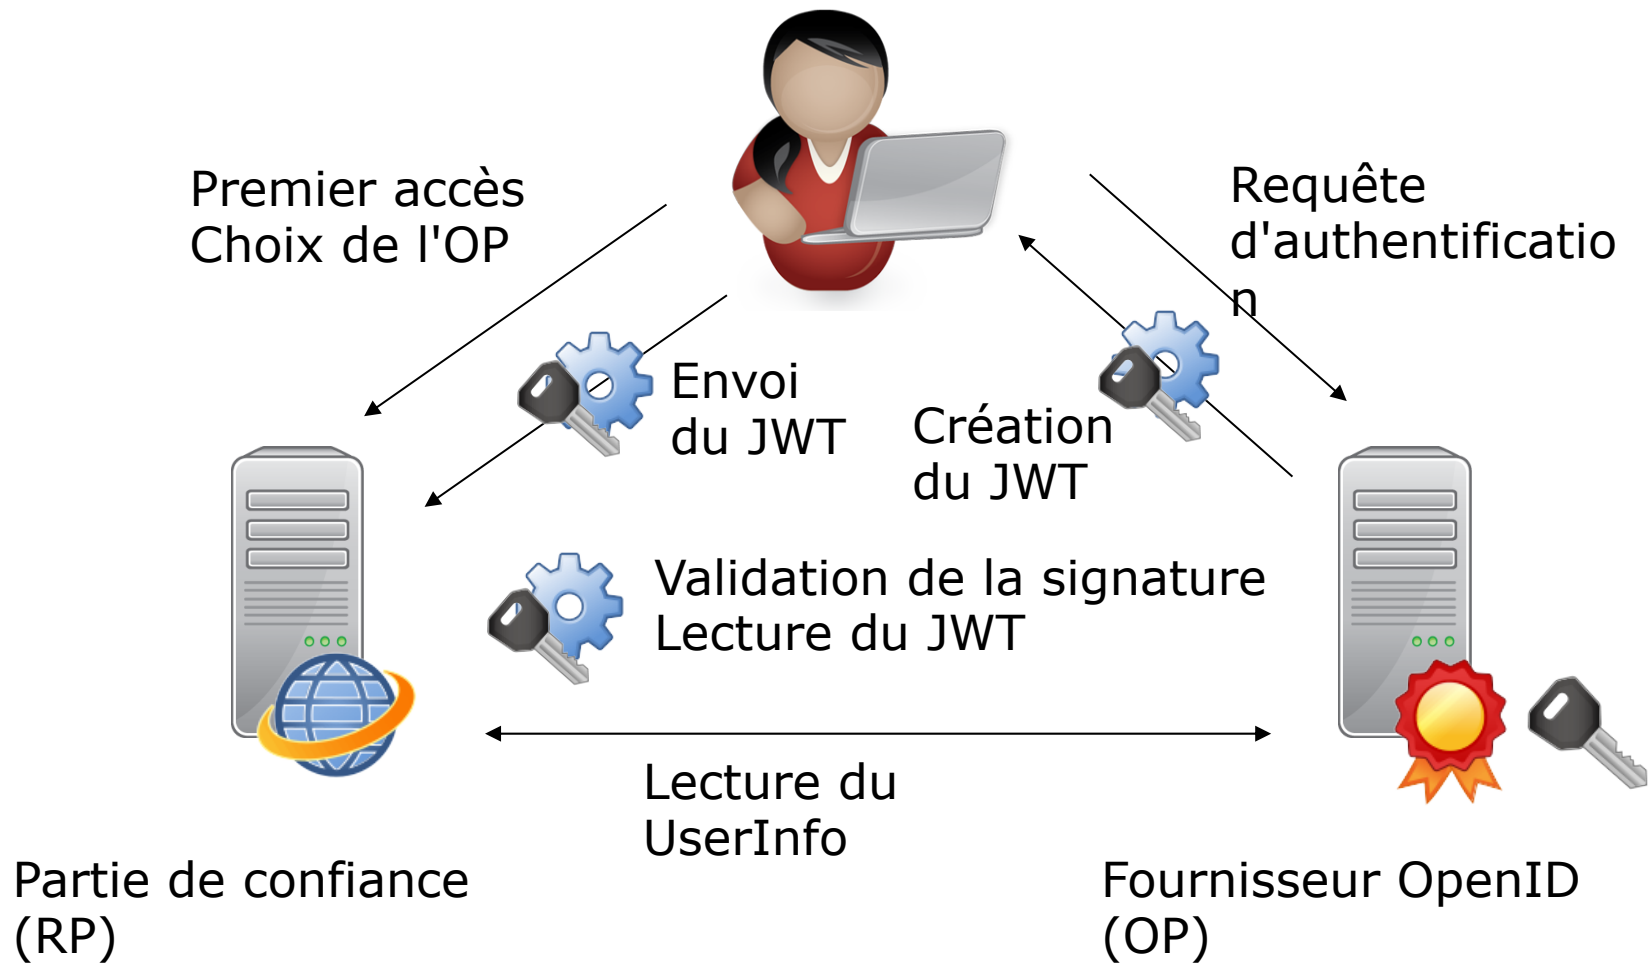 Premier accès
Choix de l'OP
Requête
d'authentificatio
n
Envoi
du JWT
Création
du JWT
Validation de la signature
Lecture du JWT
Lecture du
UserInfo
Partie de confiance
(RP)
Fournisseur OpenID
(OP)